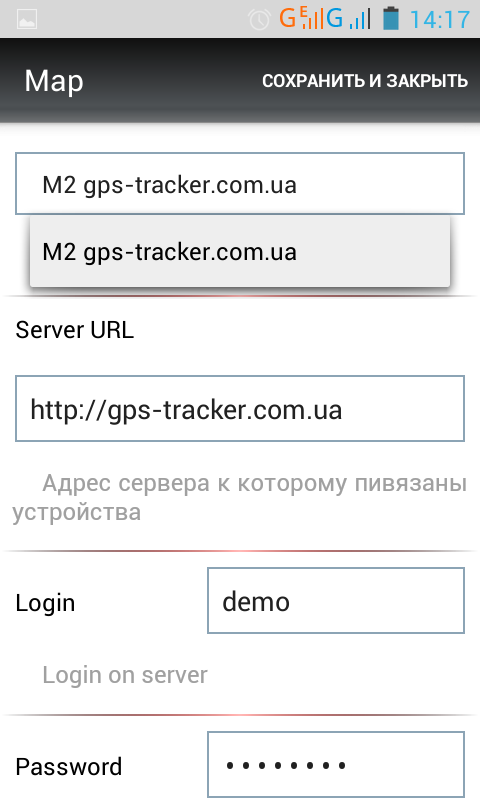 G E G 14:17
Map СОХРАНИТЬ И ЗАКРЫТЬ
M2 gps-tracker.com.ua
M2 gps-tracker.com.ua
Server URL
http://gps-tracker.com.ua
Адрес сервера к которому пивязаны
устройства
Login demo
Login on server
Password ••••••••